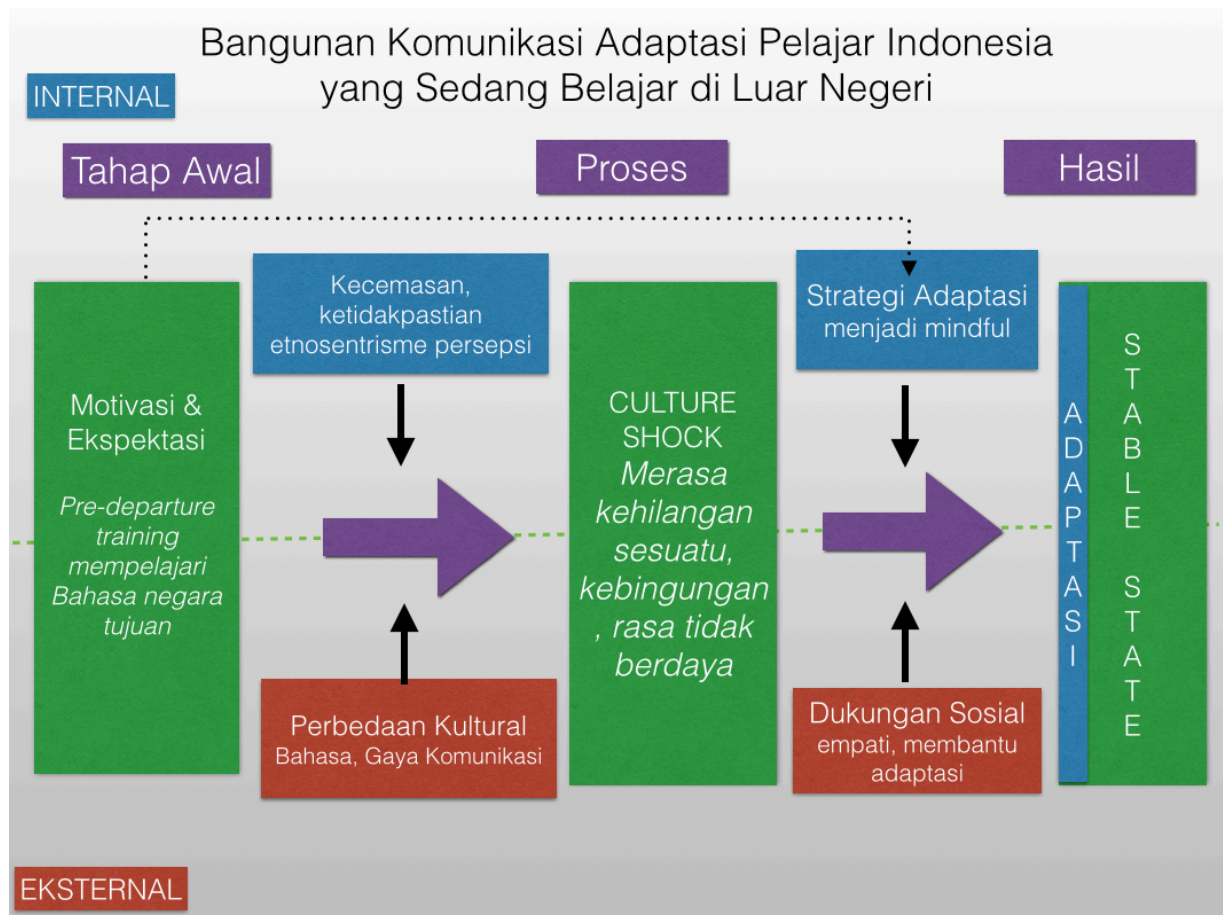 Bangunan Komunikasi Adaptasi Pelajar Indonesia
yang Sedang Belajar di Luar Negeri
INTERNAL
Tahap Awal
Proses
Hasil
Motivasi &
Ekspektasi
Pre-departure
training
mempelajari
Bahasa negara
tujuan
Kecemasan,
ketidakpastian
etnosentrisme persepsi
Perbedaan Kultural
Bahasa, Gaya Komunikasi
CULTURE
SHOCK
Merasa
kehilangan
sesuatu,
kebingungan
, rasa tidak
berdaya
Strategi Adaptasi
menjadi mindful
Dukungan Sosial
empati, membantu
adaptasi
ADAPTASI
STABLE STATE
EKSTERNAL